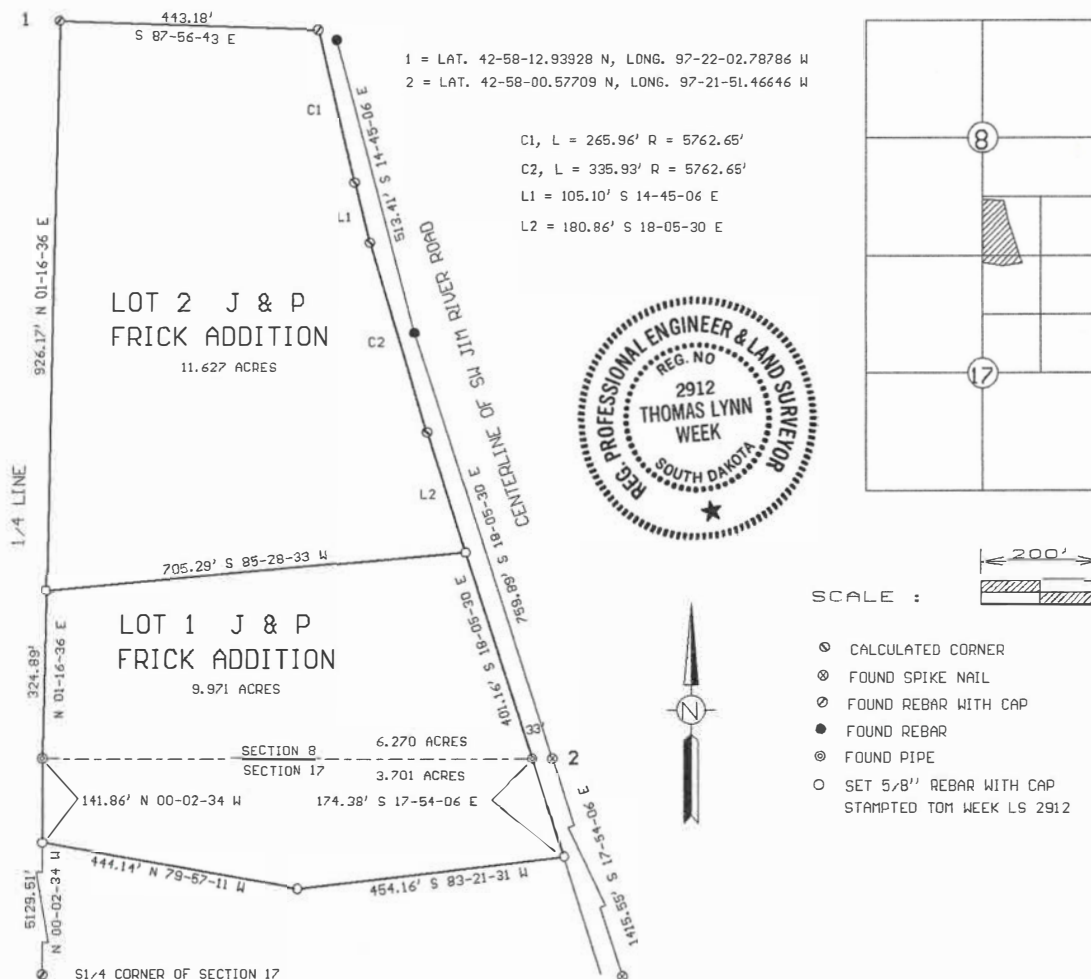 1
443.18'
S 87-56-43 E
1 = LAT. 42-58-12.93928 N, LONG. 97-22-02.78786 W
2 = LAT. 42-58-00.57709 N, LONG. 97-21-51.46646 W
C1, L = 265.96' R = 5762.65'
C2, L = 335.93' R = 5762.65'
L1 = 105.10' S 14-45-06 E
L2 = 180.86' S 18-05-30 E
C1
L1
C2
L2
513.41' S 14-45-06 E
CENTERLINE OF SW JIM RIVER ROAD
759.89' S 18-05-30 E
926.17' N 01-16-36 E
1/4 LINE
LOT 2 J & P
FRICK ADDITION
11.627 ACRES
8
17
REG. PROFESSIONAL ENGINEER & LAND SURVEYOR
REG. NO
2912
THOMAS LYNN
WEEK
SOUTH DAKOTA
705.29' S 85-28-33 W
LOT 1 J & P
FRICK ADDITION
9.971 ACRES
324.89'
N 01-16-36 E
401.16' S 18-05-30 E
33'
2
SECTION 8
SECTION 17
6.270 ACRES
3.701 ACRES
141.86' N 00-02-34 W
174.38' S 17-54-06 E
444.14' N 79-57-11 W
454.16' S 83-21-31 W
5129.51'
N 00-02-34 W
1415.55' S 17-54-06 E
S1/4 CORNER OF SECTION 17
N
200'
SCALE :
CALCULATED CORNER
FOUND SPIKE NAIL
FOUND REBAR WITH CAP
FOUND REBAR
FOUND PIPE
SET 5/8'' REBAR WITH CAP
STAMPTED TOM WEEK LS 2912